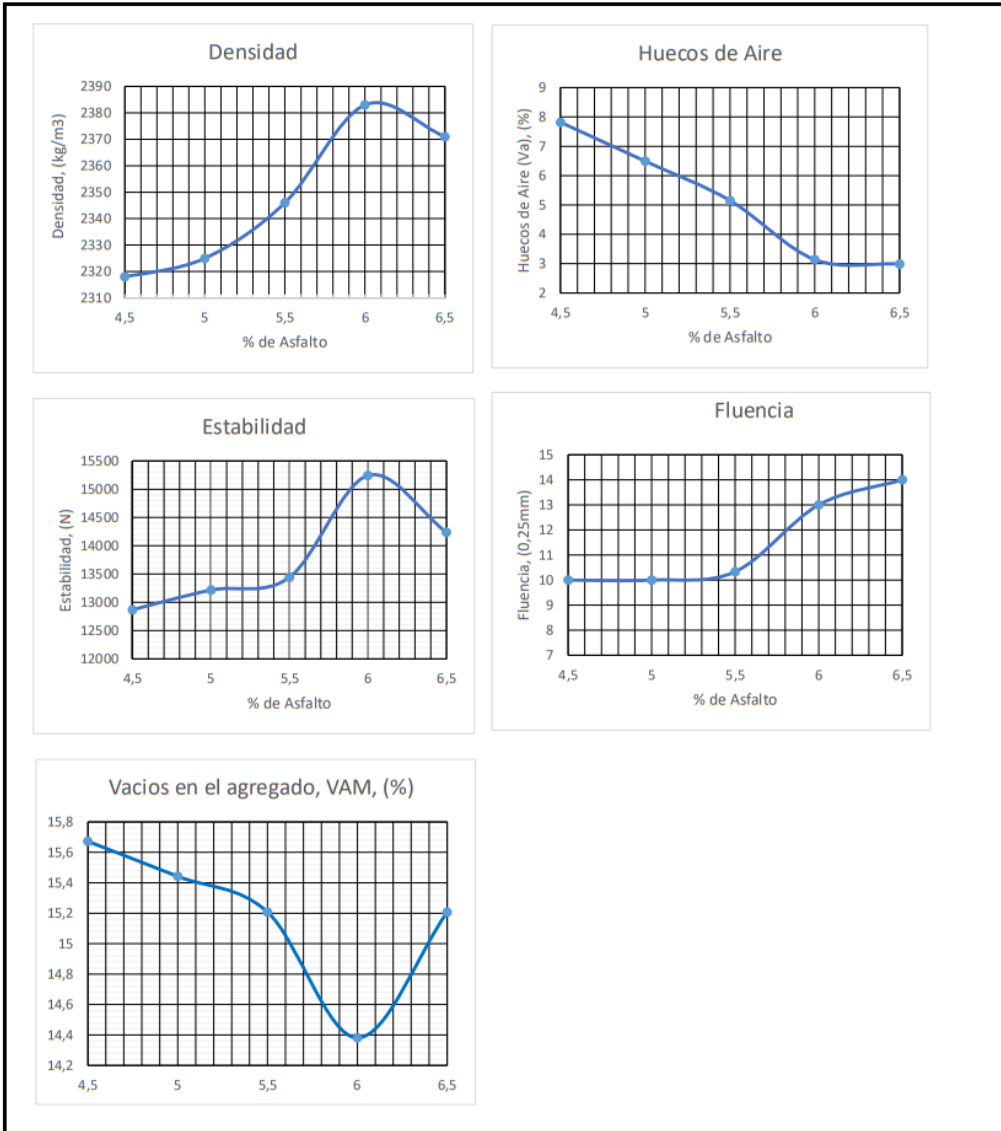 Densidad
Densidad, (kg/m3)
2390
2380
2370
2360
2350
2340
2330
2320
2310
4,5 5 5,5 6 6,5
% de Asfalto
Huecos de Aire
Huecos de Aire (Va), (%)
9
8
7
6
5
4
3
2
4,5 5 5,5 6 6,5
% de Asfalto
Estabilidad
Estabilidad, (N)
15500
15000
14500
14000
13500
13000
12500
12000
4,5 5 5,5 6 6,5
% de Asfalto
Fluencia
Fluencia, (0,25mm)
15
14
13
12
11
10
9
8
7
4,5 5 5,5 6 6,5
% de Asfalto
Vacios en el agregado, VAM, (%)
15,8
15,6
15,4
15,2
15
14,8
14,6
14,4
14,2
4,5 5 5,5 6 6,5